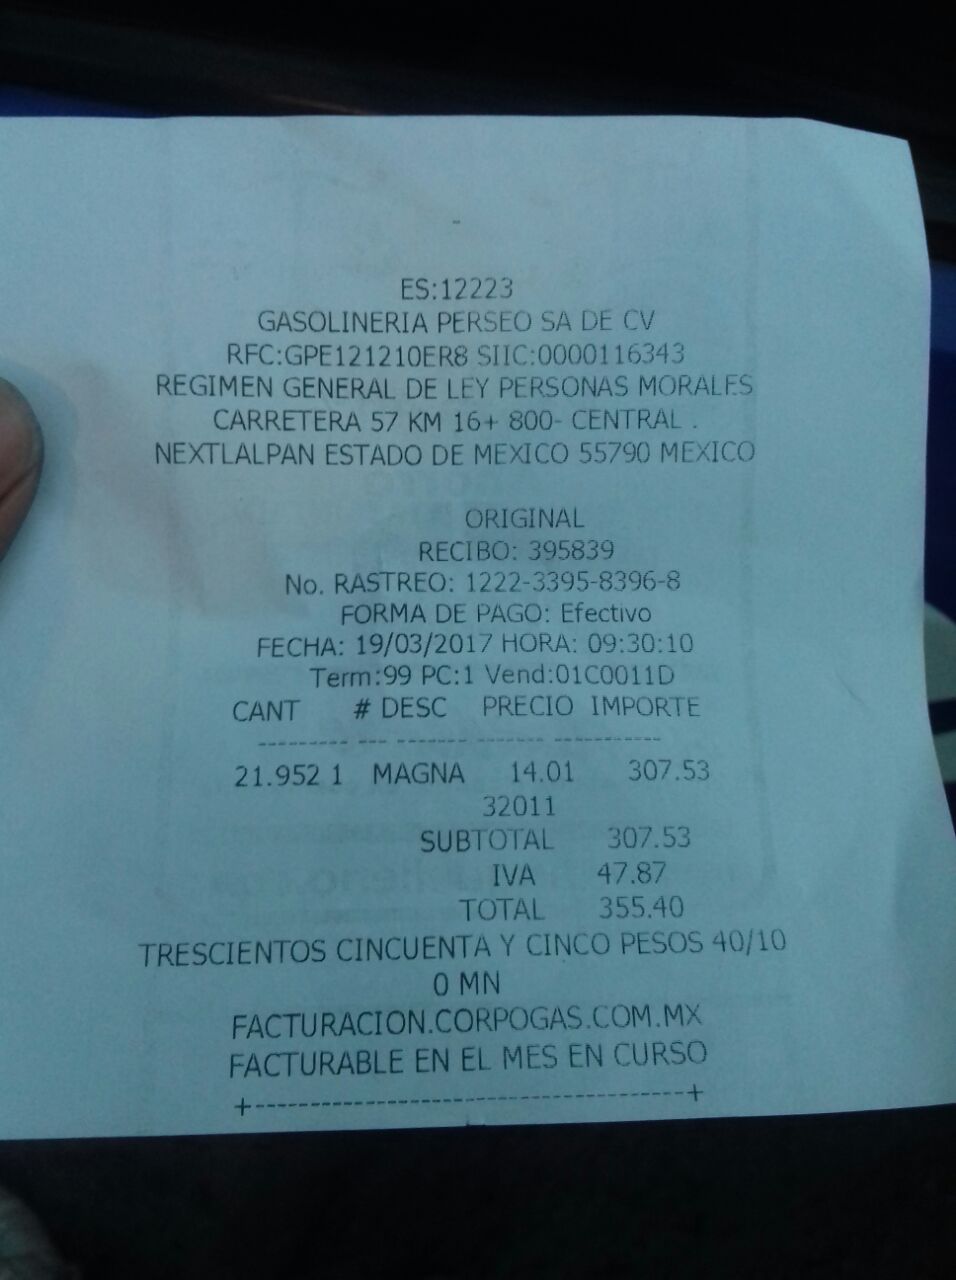 ES:12223
GASOLINERIA PERSEO SA DE CV
RFC:GPE121210ER8 SIIC:0000116343
REGIMEN GENERAL DE LEY PERSONAS MORALES
CARRETERA 57 KM 16+ 800- CENTRAL .
NEXTLALPAN ESTADO DE MEXICO 55790 MEXICO
ORIGINAL
RECIBO: 395839
No. RASTREO: 1222-3395-8396-8
FORMA DE PAGO: Efectivo
FECHA: 19/03/2017 HORA: 09:30:10
Term:99 PC:1 Vend:01C0011D
CANT # DESC PRECIO IMPORTE
--------- --- ------- ------- -----------
21.952 1 MAGNA 14.01 307.53
32011
SUBTOTAL 307.53
IVA 47.87
TOTAL 355.40
TRESCIENTOS CINCUENTA Y CINCO PESOS 40/10
0 MN
FACTURACION.CORPOGAS.COM.MX
FACTURABLE EN EL MES EN CURSO
+--------------------------------------+